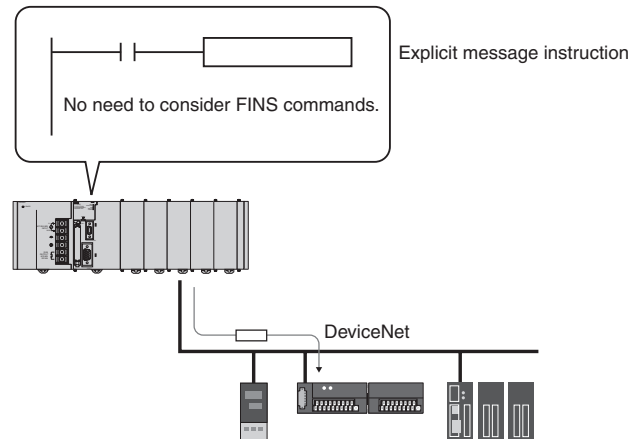 Explicit message instruction
No need to consider FINS commands.
DeviceNet